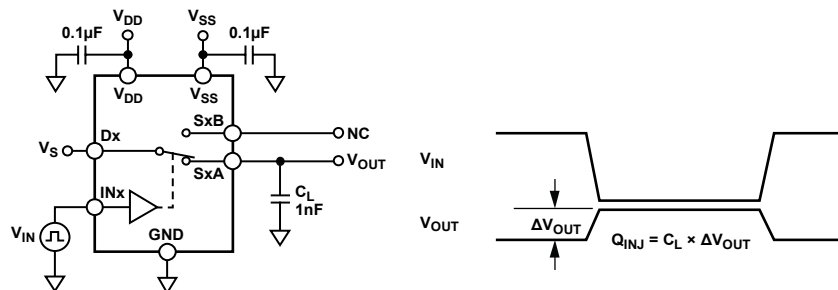 VDD VSS
0.1µF 0.1µF
VDD VSS
SxB NC
VS Dx
SxA VOUT
INx CL
1nF
VIN
GND
VIN
VOUT ΔVOUT QINJ = CL × ΔVOUT